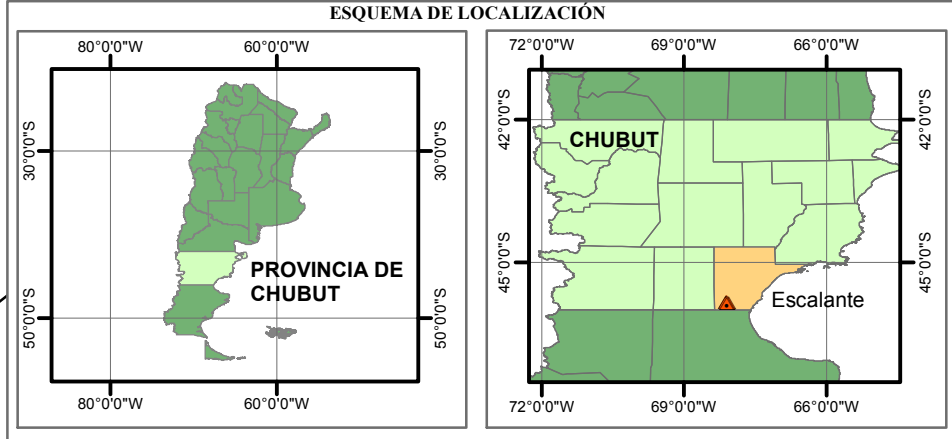 ESQUEMA DE LOCALIZACIÓN
80°0'0"W
60°0'0"W
30°0'0"S
50°0'0"S
30°0'0"S
50°0'0"S
PROVINCIA DE
CHUBUT
80°0'0"W
60°0'0"W
72°0'0"W
69°0'0"W
66°0'0"W
42°0'0"S
45°0'0"S
42°0'0"S
45°0'0"S
CHUBUT
Escalante
72°0'0"W
69°0'0"W
66°0'0"W